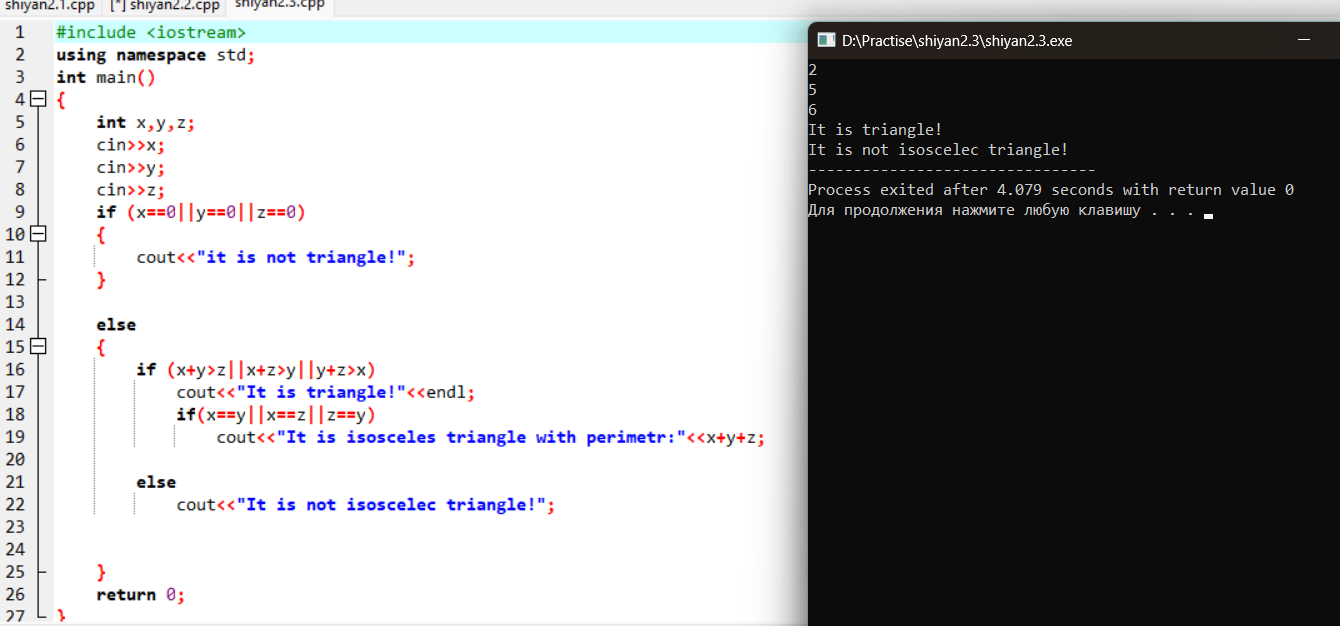 shiyan2.1.cpp [*] shiyan2.2.cpp shiyan2.3.cpp
1 #include <iostream>
2 using namespace std;
3 int main()
4 {
5 int x,y,z;
6 cin>>x;
7 cin>>y;
8 cin>>z;
9 if (x==0||y==0||z==0)
10 {
11 cout<<"it is not triangle!";
12 }
13
14 else
15 {
16 if (x+y>z||x+z>y||y+z>x)
17 cout<<"It is triangle!"<<endl;
18 if(x==y||x==z||z==y)
19 cout<<"It is isosceles triangle with perimetr:"<<x+y+z;
20
21 else
22 cout<<"It is not isoscelec triangle!";
23
24
25 }
26 return 0;
27 }
D:\Practise\shiyan2.3\shiyan2.3.exe
2
5
6
It is triangle!
It is not isoscelec triangle!
--------------------------------
Process exited after 4.079 seconds with return value 0
Для продолжения нажмите любую клавишу . . .